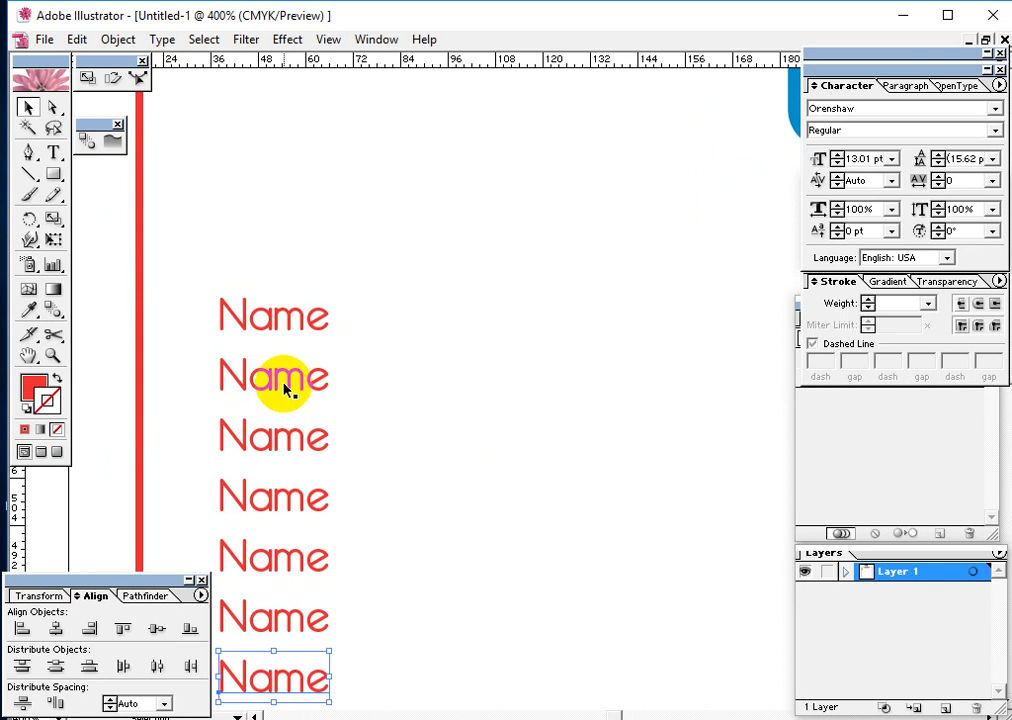 Adobe Illustrator - [Untitled-1 @ 400% (CMYK/Preview) ]
File Edit Object Type Select Filter Effect View Window Help
24 36 48 60 72 84 96 108 120 132 144 156 168 180
Character Paragraph OpenType
Orenshaw
Regular
13.01 pt (15.62 p
Auto 0
100% 100%
0 pt 0°
Language: English: USA
Stroke Gradient Transparency
Weight:
Miter Limit: x
Dashed Line
dash gap dash gap dash gap
Name
Name
Name
Name
Name
Name
Name
Transform Align Pathfinder
Align Objects:
Distribute Objects:
Distribute Spacing:
Auto
Layers
Layer 1
1 Layer